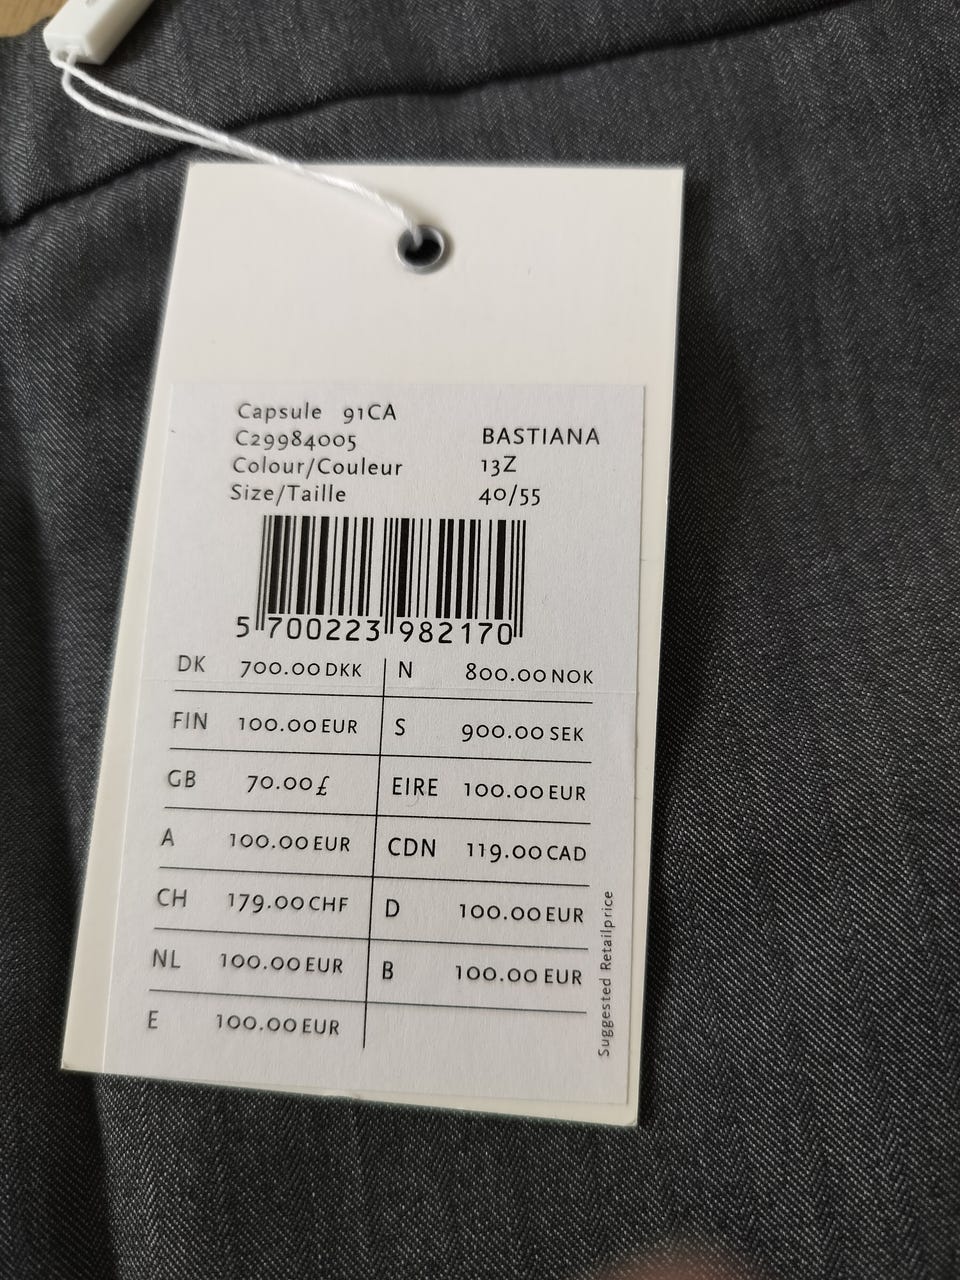 Capsule 91CA
C29984005 BASTIANA
Colour/Couleur 13Z
Size/Taille 40/55
5 700223 982170
DK 700.00 DKK N 800.00 NOK
FIN 100.00 EUR S 900.00 SEK
GB 70.00 £ EIRE 100.00 EUR
A 100.00 EUR CDN 119.00 CAD
CH 179.00 CHF D 100.00 EUR
NL 100.00 EUR B 100.00 EUR
E 100.00 EUR
Suggested Retailprice